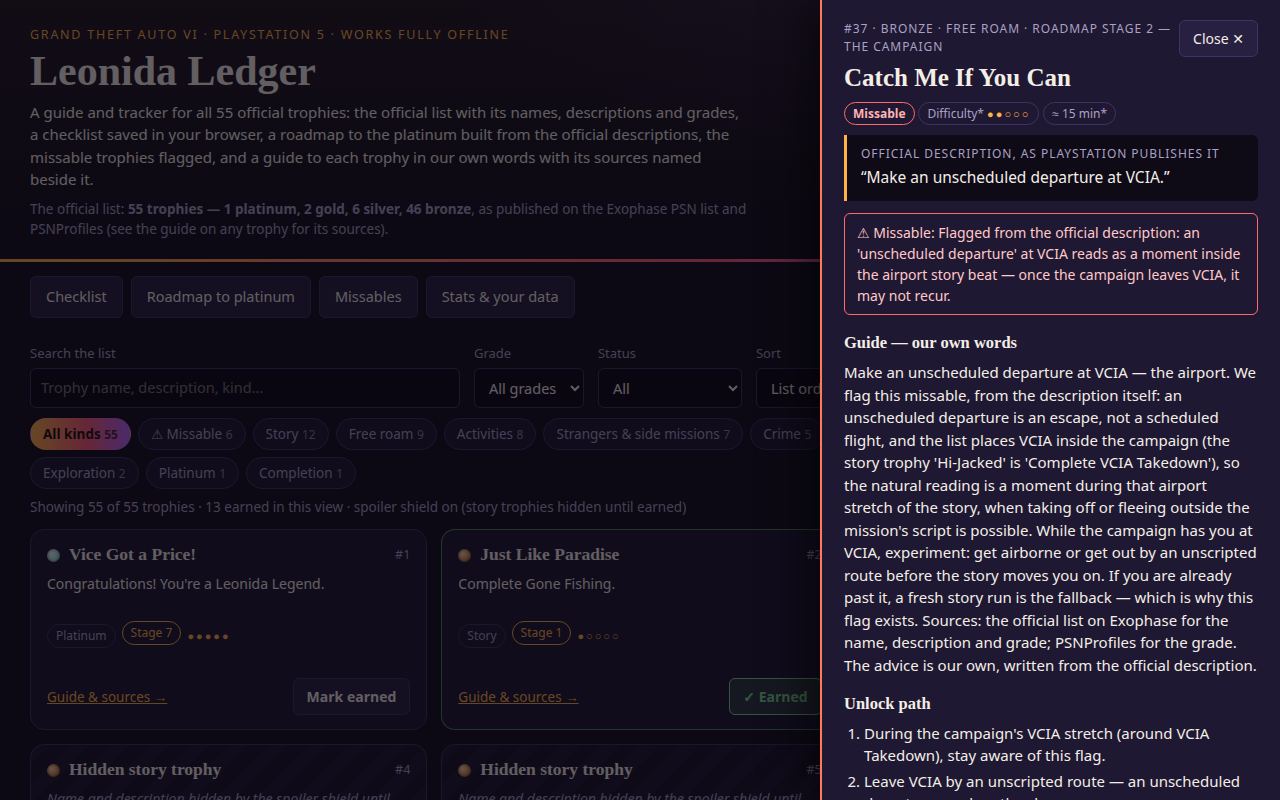 GRAND THEFT AUTO VI · PLAYSTATION 5 · WORKS FULLY OFFLINE
Leonida Ledger
A guide and tracker for all 55 official trophies: the official list with its names, descriptions and grades,
a checklist saved in your browser, a roadmap to the platinum built from the official descriptions, the
missable trophies flagged, and a guide to each trophy in our own words with its sources named
beside it.
The official list: 55 trophies — 1 platinum, 2 gold, 6 silver, 46 bronze, as published on the Exophase PSN list and
PSNProfiles (see the guide on any trophy for its sources).
Checklist
Roadmap to platinum
Missables
Stats & your data
Search the list
Grade
Status
Sort
Trophy name, description, kind...
All grades
All
List ord
All kinds 55
⚠ Missable 6
Story 12
Free roam 9
Activities 8
Strangers & side missions 7
Crime 5
Exploration 2
Platinum 1
Completion 1
Showing 55 of 55 trophies · 13 earned in this view · spoiler shield on (story trophies hidden until earned)
Vice Got a Price!
#1
Congratulations! You're a Leonida Legend.
Platinum
Stage 7
●●●●●
Guide & sources →
Mark earned
Just Like Paradise
#2
Complete Gone Fishing.
Story
Stage 1
●○○○○
Guide & sources →
✓ Earned
Hidden story trophy
#4
Name and description hidden by the spoiler shield until
Hidden story trophy
#5
Name and description hidden by the spoiler shield until
#37 · BRONZE · FREE ROAM · ROADMAP STAGE 2 —
THE CAMPAIGN
Close ✕
Catch Me If You Can
Missable
Difficulty* ●●○○○
≈ 15 min*
OFFICIAL DESCRIPTION, AS PLAYSTATION PUBLISHES IT
“Make an unscheduled departure at VCIA.”
⚠ Missable: Flagged from the official description: an
'unscheduled departure' at VCIA reads as a moment inside
the airport story beat — once the campaign leaves VCIA, it
may not recur.
Guide — our own words
Make an unscheduled departure at VCIA — the airport. We
flag this missable, from the description itself: an
unscheduled departure is an escape, not a scheduled
flight, and the list places VCIA inside the campaign (the
story trophy 'Hi-Jacked' is 'Complete VCIA Takedown'), so
the natural reading is a moment during that airport
stretch of the story, when taking off or fleeing outside the
mission's script is possible. While the campaign has you at
VCIA, experiment: get airborne or get out by an unscripted
route before the story moves you on. If you are already
past it, a fresh story run is the fallback — which is why this
flag exists. Sources: the official list on Exophase for the
name, description and grade; PSNProfiles for the grade.
The advice is our own, written from the official description.
Unlock path
1. During the campaign's VCIA stretch (around VCIA
Takedown), stay aware of this flag.
2. Leave VCIA by an unscripted route — an unscheduled